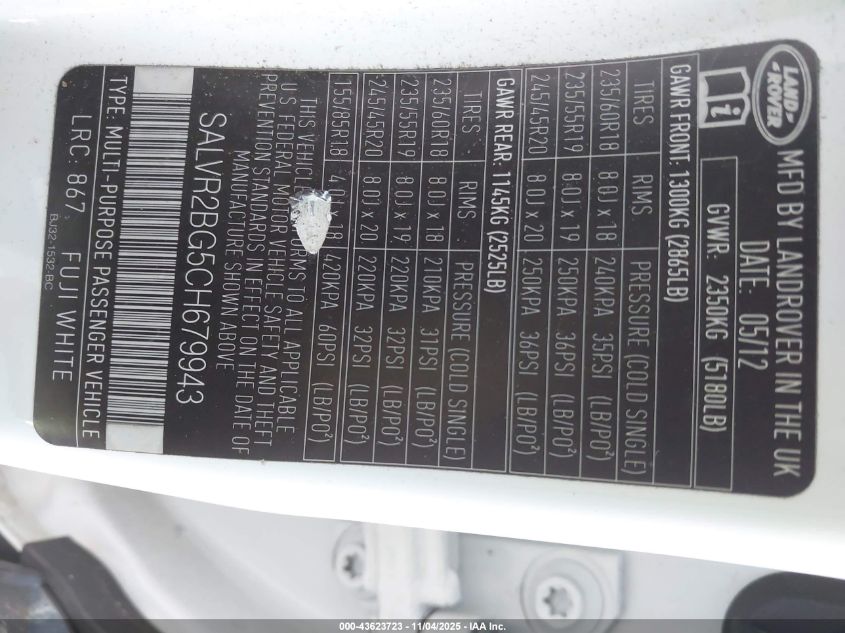 LAND
ROVER
MFD BY LANDROVER IN THE UK
DATE: 05/12
GVWR: 2350KG (5180LB)
GAWR FRONT: 1300KG (2865LB)
TIRES RIMS PRESSURE (COLD SINGLE)
235/60R18 8.0J x 18 240KPA 35PSI (LB/PO²)
235/55R19 8.0J x 19 250KPA 36PSI (LB/PO²)
245/45R20 8.0J x 20 250KPA 36PSI (LB/PO²)
GAWR REAR: 1145KG (2525LB)
TIRES RIMS PRESSURE (COLD SINGLE)
235/60R18 8.0J x 18 210KPA 31PSI (LB/PO²)
235/55R19 8.0J x 19 220KPA 32PSI (LB/PO²)
245/45R20 8.0J x 20 220KPA 32PSI (LB/PO²)
155/85R18 4.0J x 18 420KPA 60PSI (LB/PO²)
THIS VEHICLE ORMS TO ALL APPLICABLE
U.S FEDERAL MOTOR VEHICLE SAFETY AND THEFT
PREVENTION STANDARDS IN EFFECT ON THE DATE OF
MANUFACTURE SHOWN ABOVE
SALVR2BG5CH679943
TYPE: MULTI-PURPOSE PASSENGER VEHICLE
LRC: 867 FUJI WHITE
BJ32-1532-BC
000-43623723 - 11/04/2025 - IAA Inc.